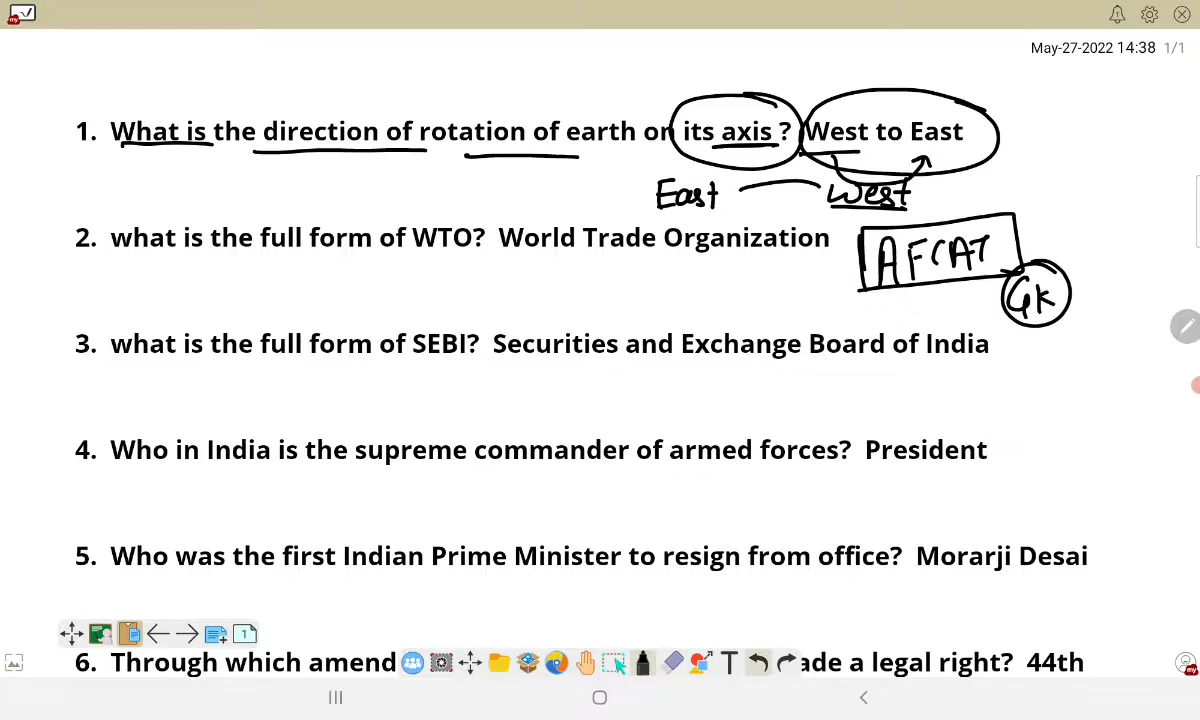 May-27-2022 14:38 1/1
1. What is the direction of rotation of earth on its axis ? West to East
East West
2. what is the full form of WTO? World Trade Organization
AFCAT
GK
3. what is the full form of SEBI? Securities and Exchange Board of India
4. Who in India is the supreme commander of armed forces? President
5. Who was the first Indian Prime Minister to resign from office? Morarji Desai
1
6. Through which amend ade a legal right? 44th